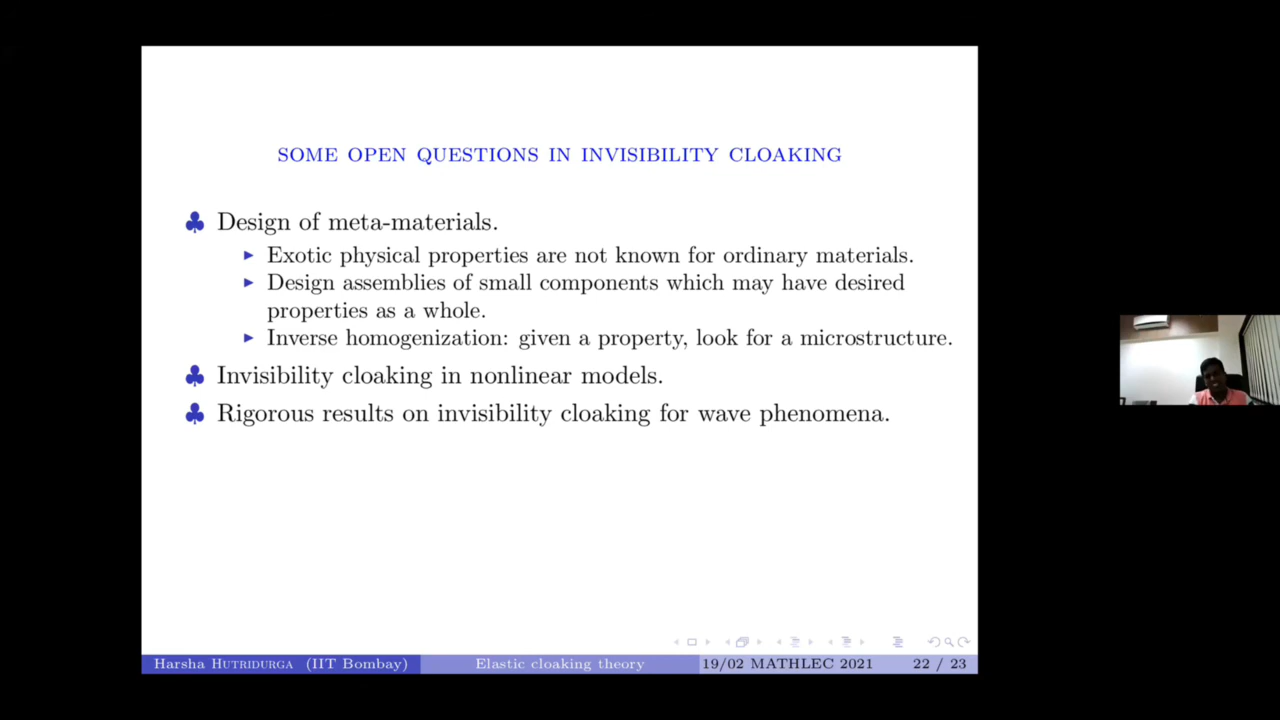 SOME OPEN QUESTIONS IN INVISIBILITY CLOAKING
♣ Design of meta-materials.
▶ Exotic physical properties are not known for ordinary materials.
▶ Design assemblies of small components which may have desired
properties as a whole.
▶ Inverse homogenization: given a property, look for a microstructure.
♣ Invisibility cloaking in nonlinear models.
♣ Rigorous results on invisibility cloaking for wave phenomena.
Harsha HUTRIDURGA (IIT Bombay) Elastic cloaking theory 19/02 MATHLEC 2021 22 / 23